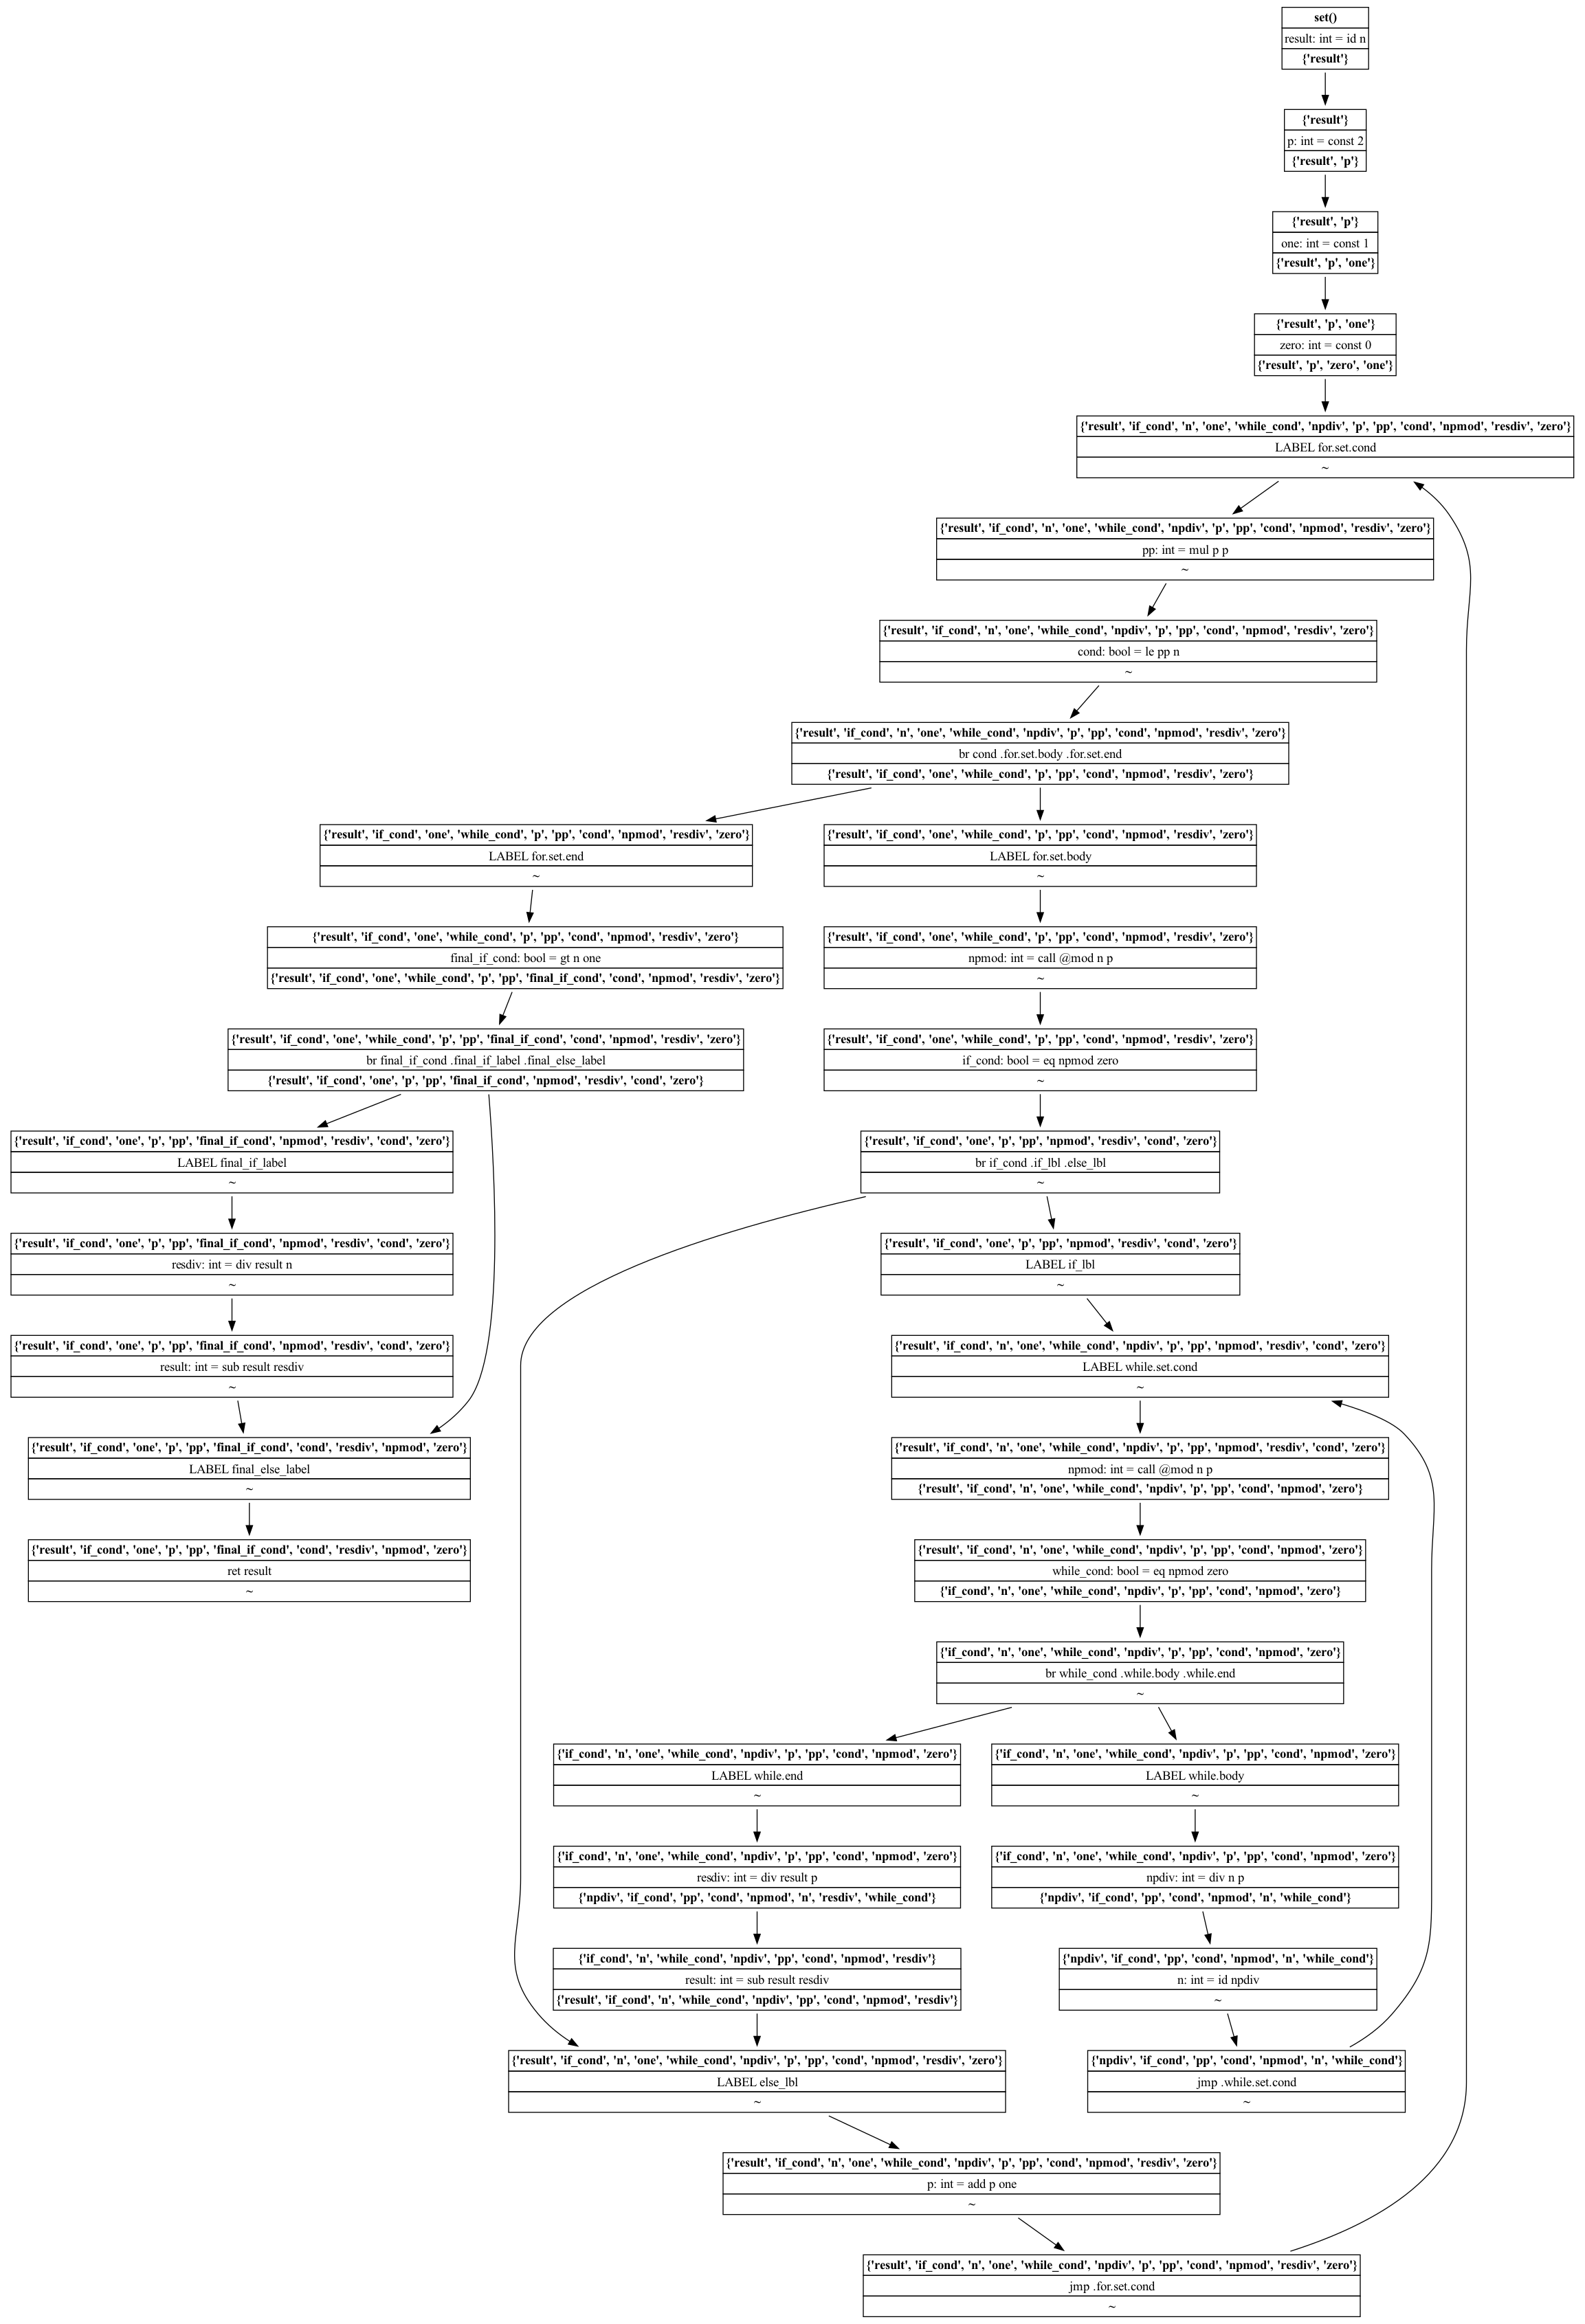 set()
result: int = id n
{'result'}
{'result'}
p: int = const 2
{'result', 'p'}
{'result', 'p'}
one: int = const 1
{'result', 'p', 'one'}
{'result', 'p', 'one'}
zero: int = const 0
{'result', 'p', 'zero', 'one'}
{'result', 'if_cond', 'n', 'one', 'while_cond', 'npdiv', 'p', 'pp', 'cond', 'npmod', 'resdiv', 'zero'}
LABEL for.set.cond
~
{'result', 'if_cond', 'n', 'one', 'while_cond', 'npdiv', 'p', 'pp', 'cond', 'npmod', 'resdiv', 'zero'}
pp: int = mul p p
~
{'result', 'if_cond', 'n', 'one', 'while_cond', 'npdiv', 'p', 'pp', 'cond', 'npmod', 'resdiv', 'zero'}
cond: bool = le pp n
~
{'result', 'if_cond', 'n', 'one', 'while_cond', 'npdiv', 'p', 'pp', 'cond', 'npmod', 'resdiv', 'zero'}
br cond .for.set.body .for.set.end
{'result', 'if_cond', 'one', 'while_cond', 'p', 'pp', 'cond', 'npmod', 'resdiv', 'zero'}
{'result', 'if_cond', 'one', 'while_cond', 'p', 'pp', 'cond', 'npmod', 'resdiv', 'zero'}
LABEL for.set.end
~
{'result', 'if_cond', 'one', 'while_cond', 'p', 'pp', 'cond', 'npmod', 'resdiv', 'zero'}
LABEL for.set.body
~
{'result', 'if_cond', 'one', 'while_cond', 'p', 'pp', 'cond', 'npmod', 'resdiv', 'zero'}
final_if_cond: bool = gt n one
{'result', 'if_cond', 'one', 'while_cond', 'p', 'pp', 'final_if_cond', 'cond', 'npmod', 'resdiv', 'zero'}
{'result', 'if_cond', 'one', 'while_cond', 'p', 'pp', 'cond', 'npmod', 'resdiv', 'zero'}
npmod: int = call @mod n p
~
{'result', 'if_cond', 'one', 'while_cond', 'p', 'pp', 'final_if_cond', 'cond', 'npmod', 'resdiv', 'zero'}
br final_if_cond .final_if_label .final_else_label
{'result', 'if_cond', 'one', 'p', 'pp', 'final_if_cond', 'npmod', 'resdiv', 'cond', 'zero'}
{'result', 'if_cond', 'one', 'while_cond', 'p', 'pp', 'cond', 'npmod', 'resdiv', 'zero'}
if_cond: bool = eq npmod zero
~
{'result', 'if_cond', 'one', 'p', 'pp', 'final_if_cond', 'npmod', 'resdiv', 'cond', 'zero'}
LABEL final_if_label
~
{'result', 'if_cond', 'one', 'p', 'pp', 'npmod', 'resdiv', 'cond', 'zero'}
br if_cond .if_lbl .else_lbl
~
{'result', 'if_cond', 'one', 'p', 'pp', 'final_if_cond', 'npmod', 'resdiv', 'cond', 'zero'}
resdiv: int = div result n
~
{'result', 'if_cond', 'one', 'p', 'pp', 'npmod', 'resdiv', 'cond', 'zero'}
LABEL if_lbl
~
{'result', 'if_cond', 'one', 'p', 'pp', 'final_if_cond', 'npmod', 'resdiv', 'cond', 'zero'}
result: int = sub result resdiv
~
{'result', 'if_cond', 'n', 'one', 'while_cond', 'npdiv', 'p', 'pp', 'npmod', 'resdiv', 'cond', 'zero'}
LABEL while.set.cond
~
{'result', 'if_cond', 'one', 'p', 'pp', 'final_if_cond', 'cond', 'resdiv', 'npmod', 'zero'}
LABEL final_else_label
~
{'result', 'if_cond', 'n', 'one', 'while_cond', 'npdiv', 'p', 'pp', 'npmod', 'resdiv', 'cond', 'zero'}
npmod: int = call @mod n p
{'result', 'if_cond', 'n', 'one', 'while_cond', 'npdiv', 'p', 'pp', 'cond', 'npmod', 'zero'}
{'result', 'if_cond', 'one', 'p', 'pp', 'final_if_cond', 'cond', 'resdiv', 'npmod', 'zero'}
ret result
~
{'result', 'if_cond', 'n', 'one', 'while_cond', 'npdiv', 'p', 'pp', 'cond', 'npmod', 'zero'}
while_cond: bool = eq npmod zero
{'if_cond', 'n', 'one', 'while_cond', 'npdiv', 'p', 'pp', 'cond', 'npmod', 'zero'}
{'if_cond', 'n', 'one', 'while_cond', 'npdiv', 'p', 'pp', 'cond', 'npmod', 'zero'}
br while_cond .while.body .while.end
~
{'if_cond', 'n', 'one', 'while_cond', 'npdiv', 'p', 'pp', 'cond', 'npmod', 'zero'}
LABEL while.end
~
{'if_cond', 'n', 'one', 'while_cond', 'npdiv', 'p', 'pp', 'cond', 'npmod', 'zero'}
LABEL while.body
~
{'if_cond', 'n', 'one', 'while_cond', 'npdiv', 'p', 'pp', 'cond', 'npmod', 'zero'}
resdiv: int = div result p
{'npdiv', 'if_cond', 'pp', 'cond', 'npmod', 'n', 'resdiv', 'while_cond'}
{'if_cond', 'n', 'one', 'while_cond', 'npdiv', 'p', 'pp', 'cond', 'npmod', 'zero'}
npdiv: int = div n p
{'npdiv', 'if_cond', 'pp', 'cond', 'npmod', 'n', 'while_cond'}
{'if_cond', 'n', 'while_cond', 'npdiv', 'pp', 'cond', 'npmod', 'resdiv'}
result: int = sub result resdiv
{'result', 'if_cond', 'n', 'while_cond', 'npdiv', 'pp', 'cond', 'npmod', 'resdiv'}
{'npdiv', 'if_cond', 'pp', 'cond', 'npmod', 'n', 'while_cond'}
n: int = id npdiv
~
{'result', 'if_cond', 'n', 'one', 'while_cond', 'npdiv', 'p', 'pp', 'cond', 'npmod', 'resdiv', 'zero'}
LABEL else_lbl
~
{'npdiv', 'if_cond', 'pp', 'cond', 'npmod', 'n', 'while_cond'}
jmp .while.set.cond
~
{'result', 'if_cond', 'n', 'one', 'while_cond', 'npdiv', 'p', 'pp', 'cond', 'npmod', 'resdiv', 'zero'}
p: int = add p one
~
{'result', 'if_cond', 'n', 'one', 'while_cond', 'npdiv', 'p', 'pp', 'cond', 'npmod', 'resdiv', 'zero'}
jmp .for.set.cond
~